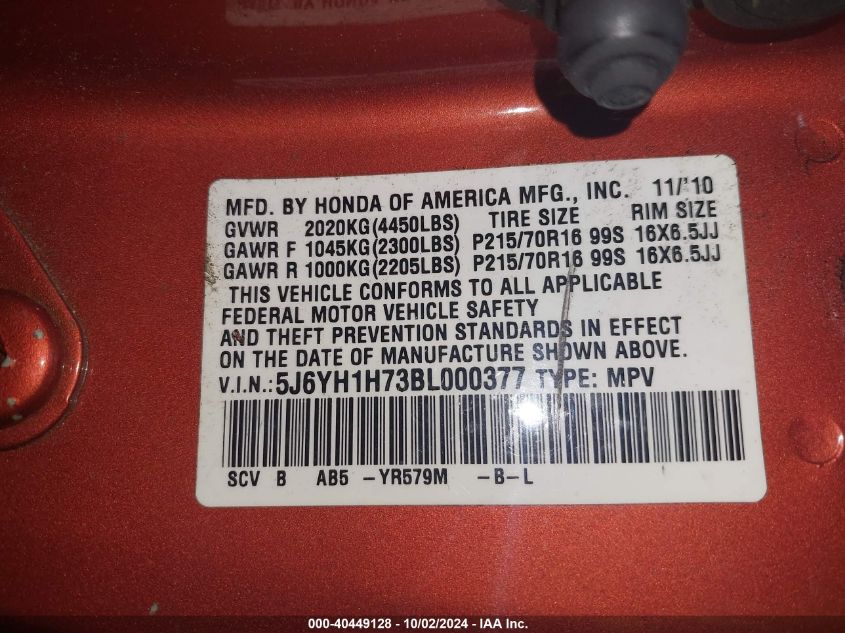 MFD. BY HONDA OF AMERICA MFG., INC. 11/'10
GVWR 2020KG(4450LBS) TIRE SIZE RIM SIZE
GAWR F 1045KG(2300LBS) P215/70R16 99S 16X6.5JJ
GAWR R 1000KG(2205LBS) P215/70R16 99S 16X6.5JJ
THIS VEHICLE CONFORMS TO ALL APPLICABLE
FEDERAL MOTOR VEHICLE SAFETY
AND THEFT PREVENTION STANDARDS IN EFFECT
ON THE DATE OF MANUFACTURE SHOWN ABOVE.
V.I.N.:5J6YH1H73BL000377 TYPE: MPV
SCV B AB5 -YR579M -B-L
000-40449128 - 10/02/2024 - IAA Inc.